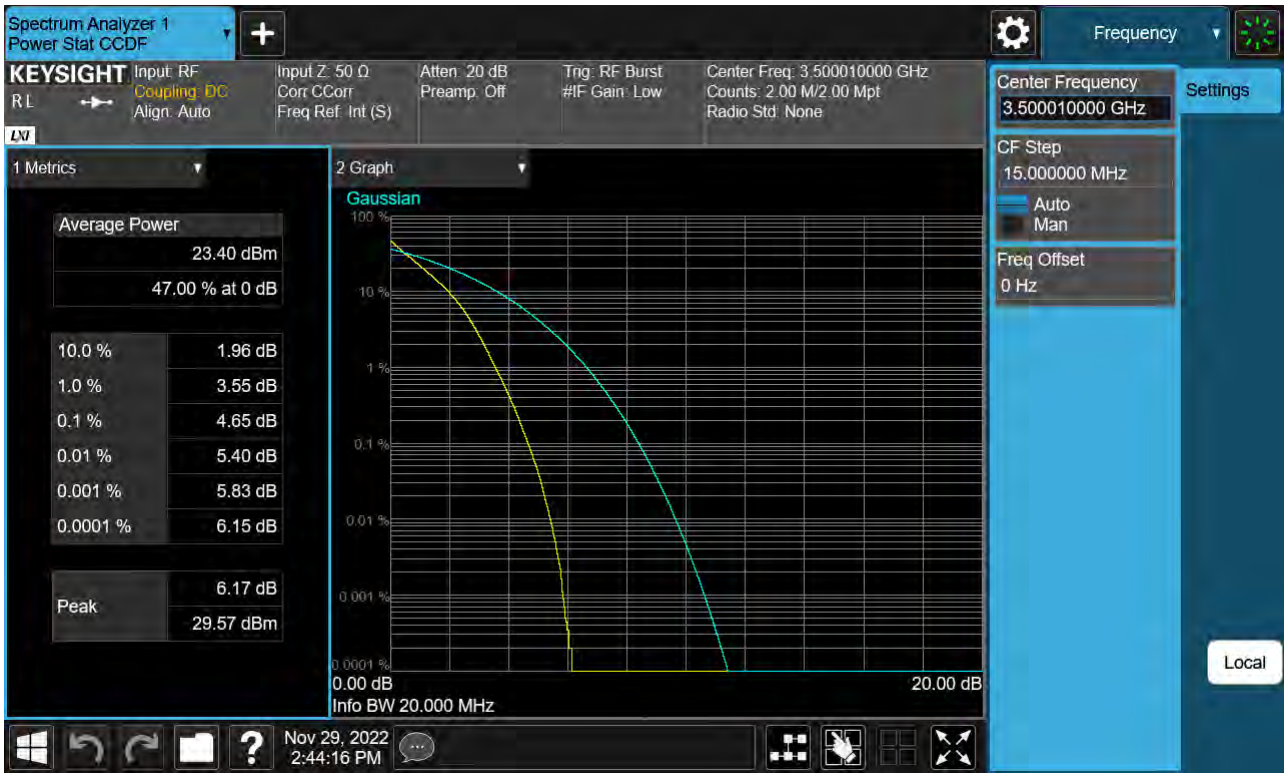 Spectrum Analyzer 1
Power Stat CCDF
Frequency
KEYSIGHT
RL
LXI
Input: RF
Coupling: DC
Align: Auto
Input Z: 50 Ω
Corr CCorr
Freq Ref: Int (S)
Atten: 20 dB
Preamp: Off
Trig: RF Burst
#IF Gain: Low
Center Freq: 3.500010000 GHz
Counts: 2.00 M/2.00 Mpt
Radio Std: None
Center Frequency
3.500010000 GHz
Settings
CF Step
15.000000 MHz
Auto
Man
Freq Offset
0 Hz
Local
1 Metrics
Average Power
23.40 dBm
47.00 % at 0 dB
10.0 % 1.96 dB
1.0 % 3.55 dB
0.1 % 4.65 dB
0.01 % 5.40 dB
0.001 % 5.83 dB
0.0001 % 6.15 dB
Peak 6.17 dB
29.57 dBm
2 Graph
Gaussian
100 %
10 %
1 %
0.1 %
0.01 %
0.001 %
0.0001 %
0.00 dB 20.00 dB
Info BW 20.000 MHz
?
Nov 29, 2022
2:44:16 PM